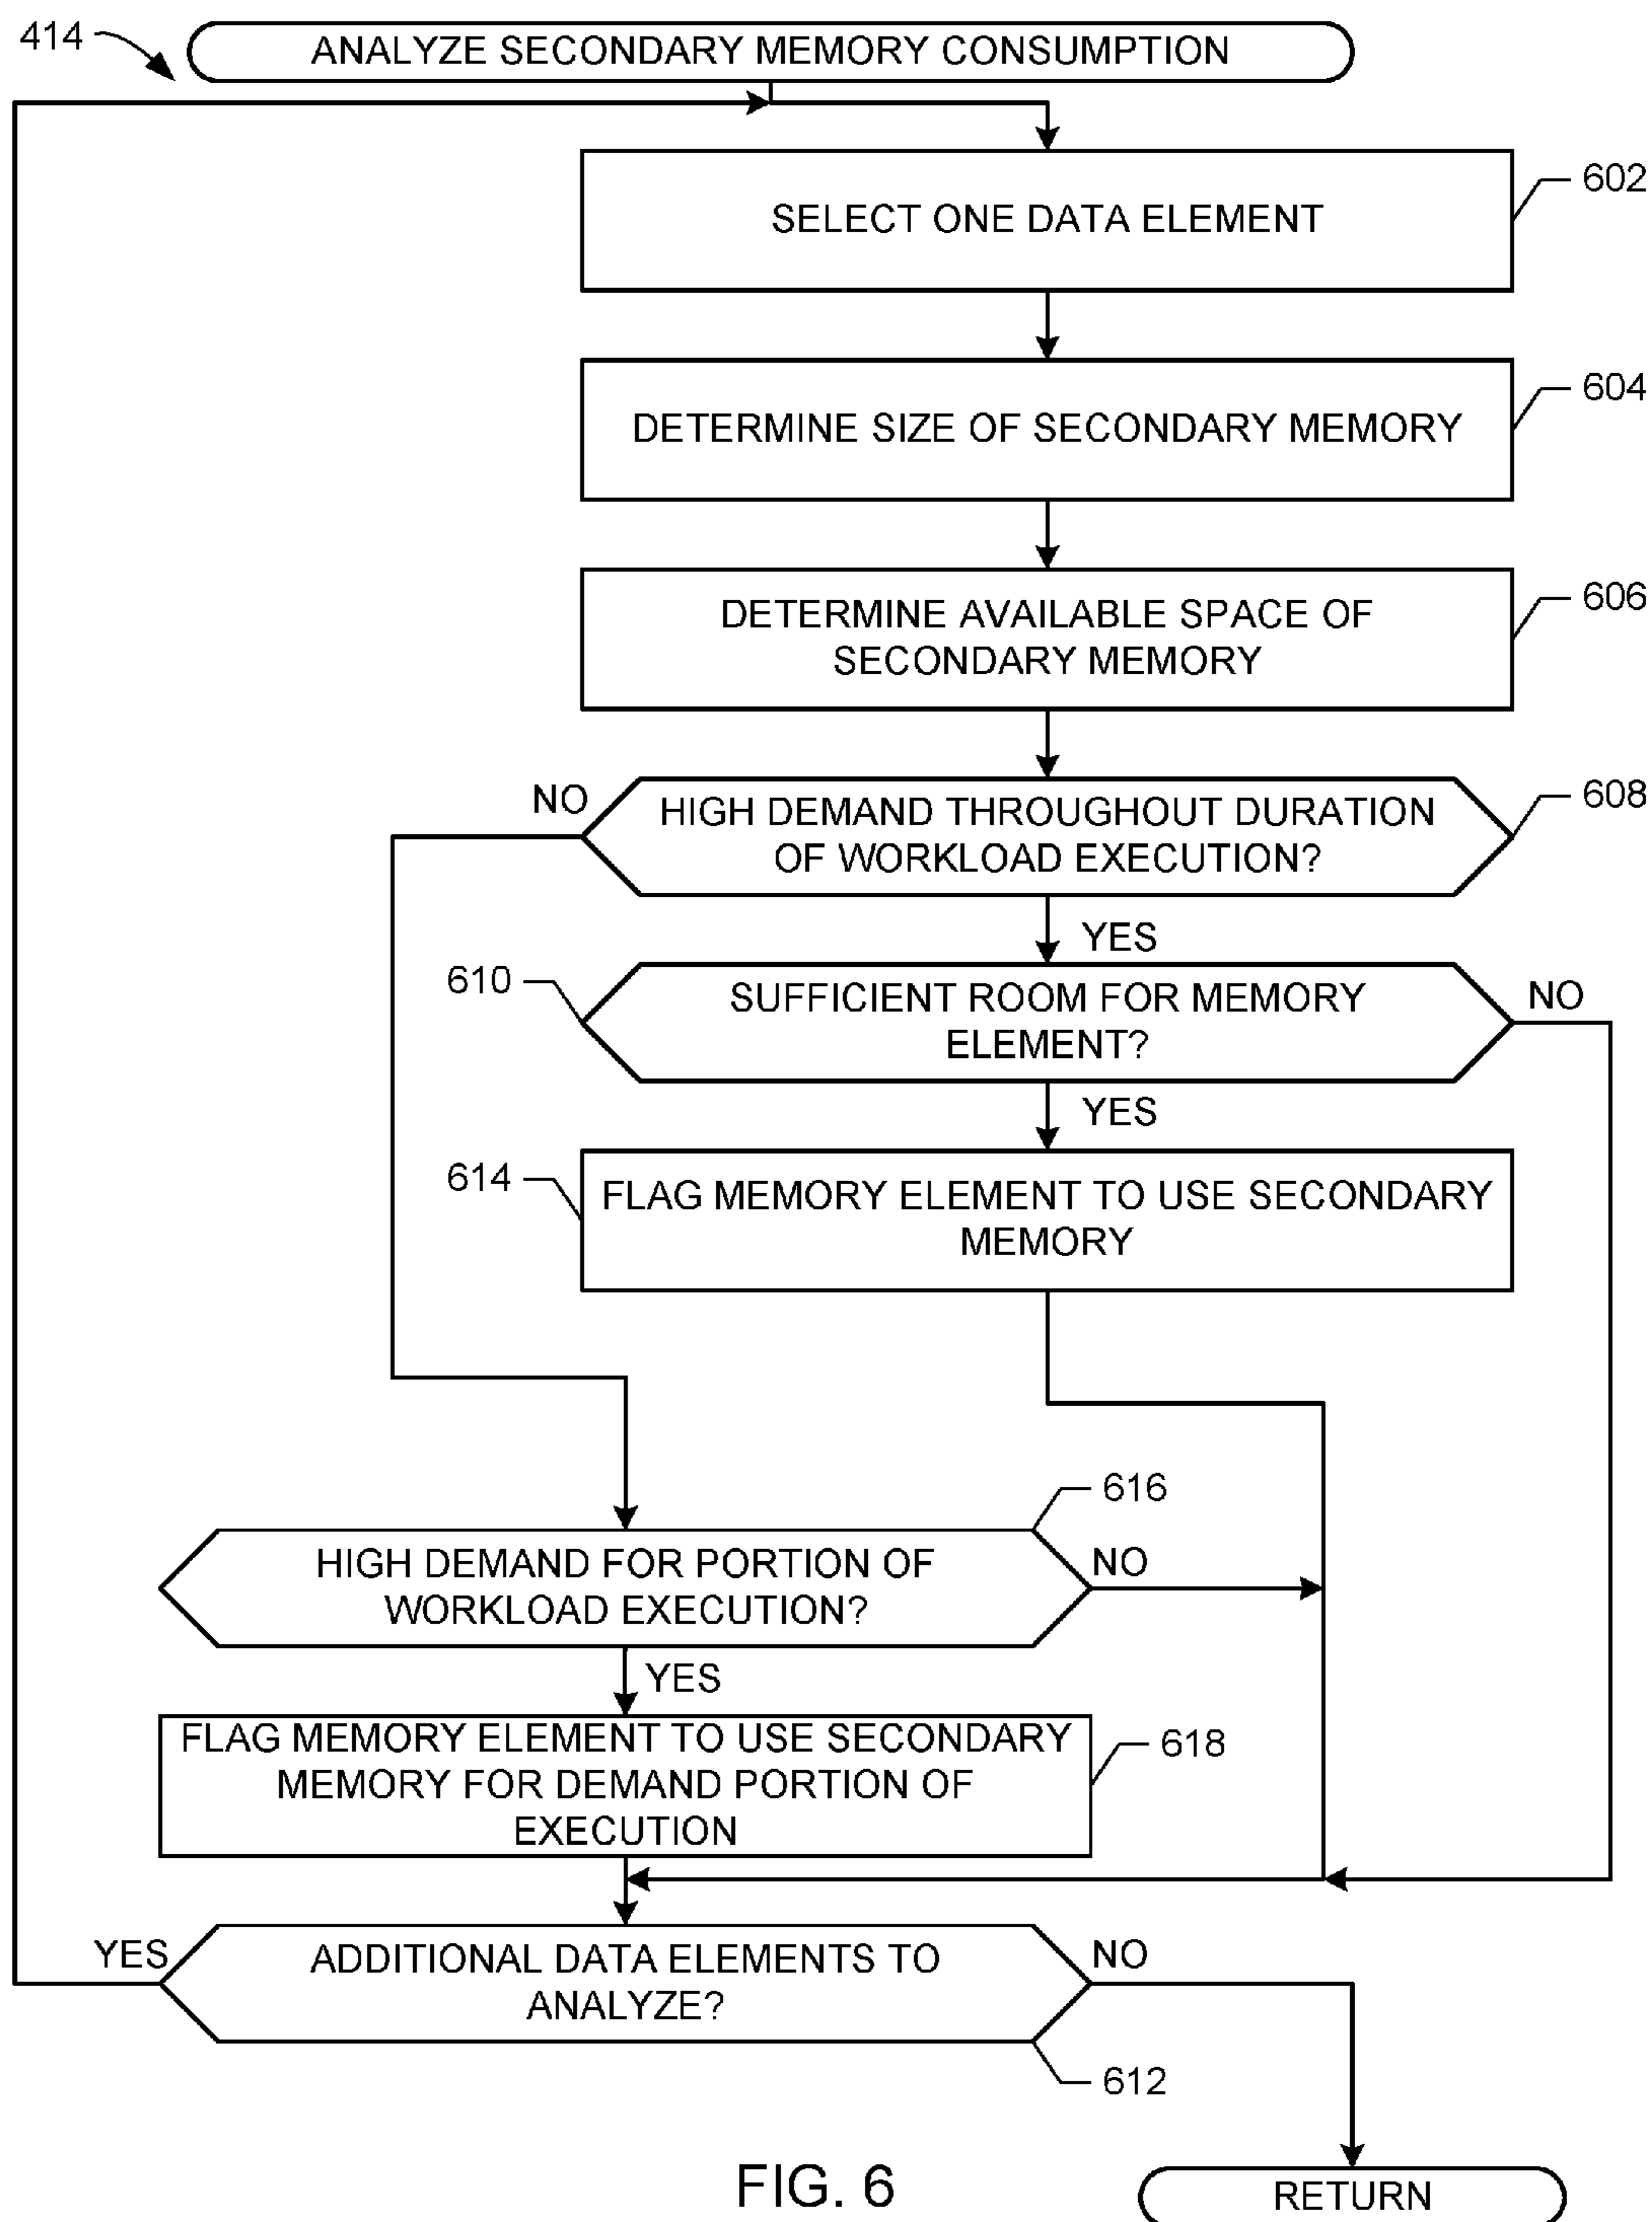 414
ANALYZE SECONDARY MEMORY CONSUMPTION
602
SELECT ONE DATA ELEMENT
604
DETERMINE SIZE OF SECONDARY MEMORY
606
DETERMINE AVAILABLE SPACE OF
SECONDARY MEMORY
608
NO
HIGH DEMAND THROUGHOUT DURATION
OF WORKLOAD EXECUTION?
YES
610
SUFFICIENT ROOM FOR MEMORY
ELEMENT?
NO
YES
614
FLAG MEMORY ELEMENT TO USE SECONDARY
MEMORY
616
HIGH DEMAND FOR PORTION OF
WORKLOAD EXECUTION?
NO
YES
FLAG MEMORY ELEMENT TO USE SECONDARY
MEMORY FOR DEMAND PORTION OF
EXECUTION
618
YES
ADDITIONAL DATA ELEMENTS TO
ANALYZE?
NO
612
FIG. 6
RETURN